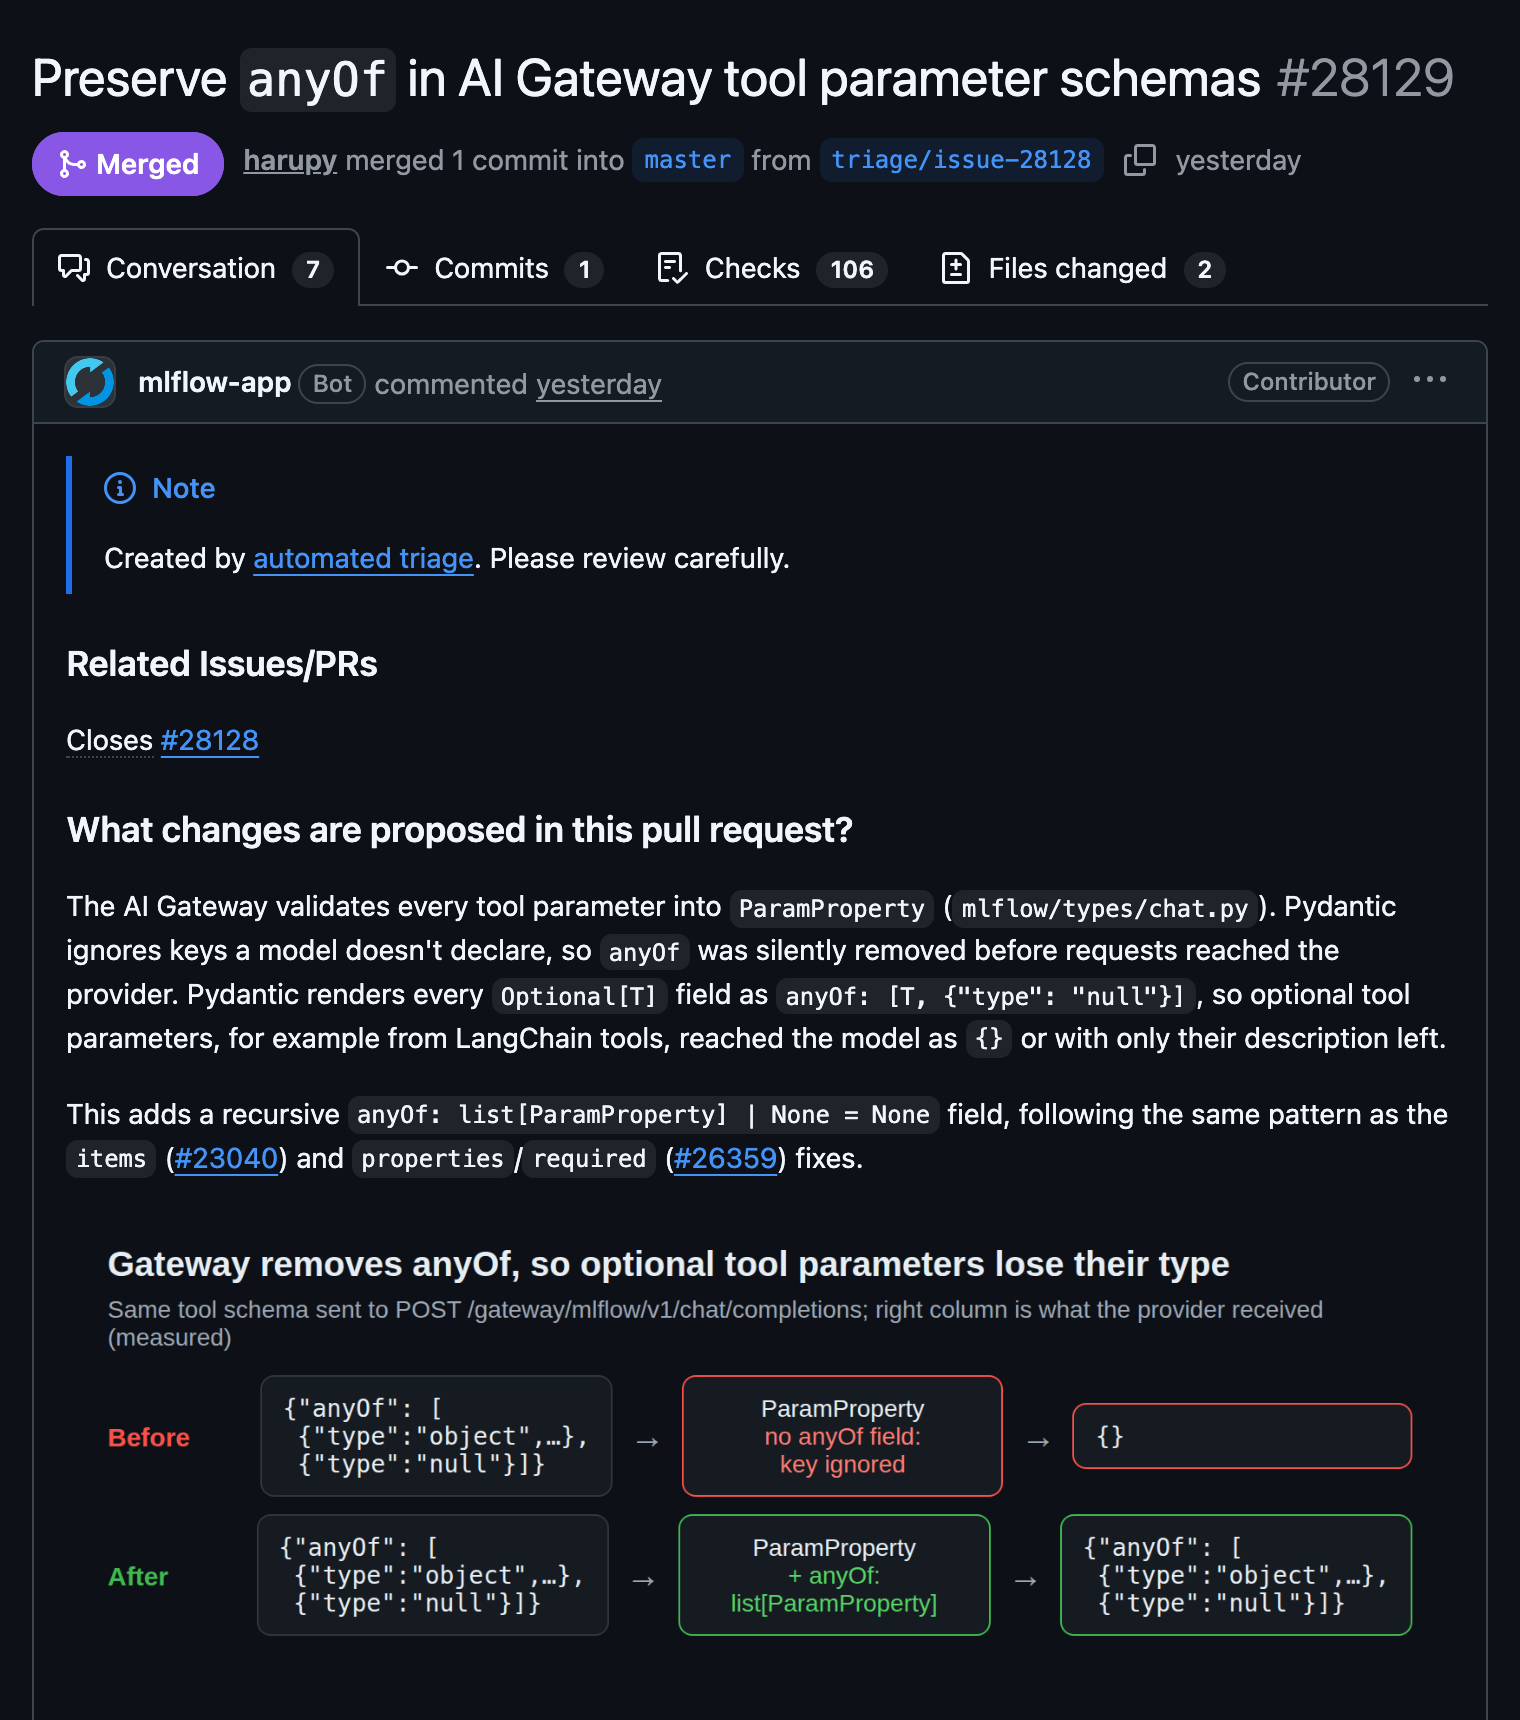 Preserve anyOf in AI Gateway tool parameter schemas #28129
Merged harupy merged 1 commit into master from triage/issue-28128 yesterday
Conversation 7 Commits 1 Checks 106 Files changed 2
mlflow-app Bot commented yesterday Contributor ...
Note
Created by automated triage. Please review carefully.
Related Issues/PRs
Closes #28128
What changes are proposed in this pull request?
The AI Gateway validates every tool parameter into ParamProperty (mlflow/types/chat.py). Pydantic
ignores keys a model doesn't declare, so anyOf was silently removed before requests reached the
provider. Pydantic renders every Optional[T] field as anyOf: [T, {"type": "null"}], so optional tool
parameters, for example from LangChain tools, reached the model as {} or with only their description left.
This adds a recursive anyOf: list[ParamProperty] | None = None field, following the same pattern as the
items (#23040) and properties/required (#26359) fixes.
Gateway removes anyOf, so optional tool parameters lose their type
Same tool schema sent to POST /gateway/mlflow/v1/chat/completions; right column is what the provider received
(measured)
Before
{"anyOf": [
{"type":"object",…},
{"type":"null"}]}
→
ParamProperty
no anyOf field:
key ignored
→
{}
After
{"anyOf": [
{"type":"object",…},
{"type":"null"}]}
→
ParamProperty
+ anyOf:
list[ParamProperty]
→
{"anyOf": [
{"type":"object",…},
{"type":"null"}]}